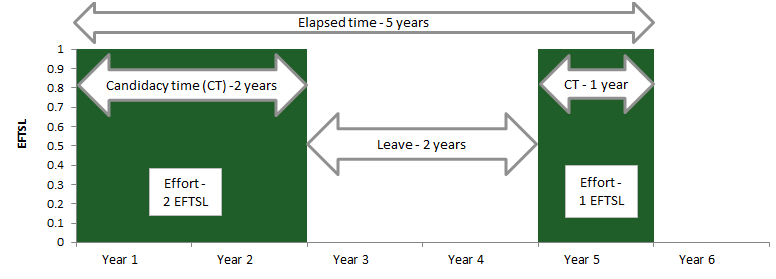 Elapsed time - 5 years
1
0.9
0.8
0.7
0.6
0.5
0.4
0.3
0.2
0.1
0
EFTSL
Candidacy time (CT) -2 years
CT - 1 year
Leave - 2 years
Effort -
2 EFTSL
Effort -
1 EFTSL
Year 1
Year 2
Year 3
Year 4
Year 5
Year 6